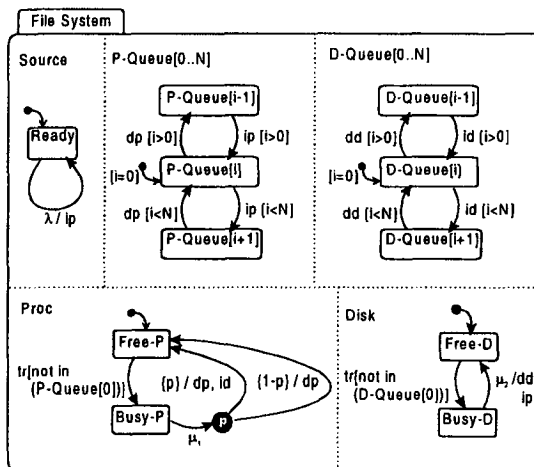 File System
Source
Ready
λ / ip
P-Queue[0..N]
P-Queue[i-1]
dp [i>0]
ip [i>0]
[i=0]
P-Queue[i]
dp [i<N]
ip [i<N]
P-Queue[i+1]
D-Queue[0..N]
D-Queue[i-1]
dd [i>0]
id [i>0]
[i=0]
D-Queue[i]
dd [i<N]
id [i<N]
D-Queue[i+1]
Proc
Free-P
tr[not in
(P-Queue[0])]
{p} / dp, id
{1-p} / dp
Busy-P
μ₁
p
Disk
Free-D
tr[not in
(D-Queue[0])]
μ₂/dd
ip
Busy-D